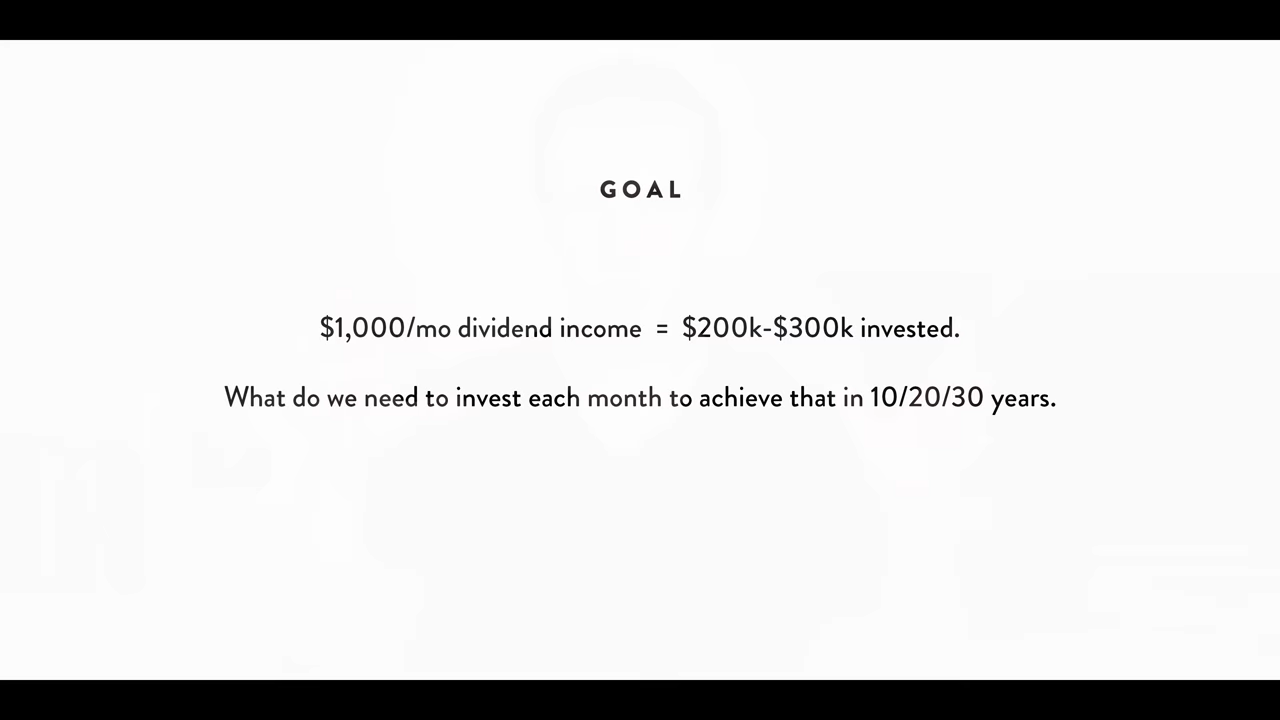 GOAL
$1,000/mo dividend income = $200k-$300k invested.
What do we need to invest each month to achieve that in 10/20/30 years.